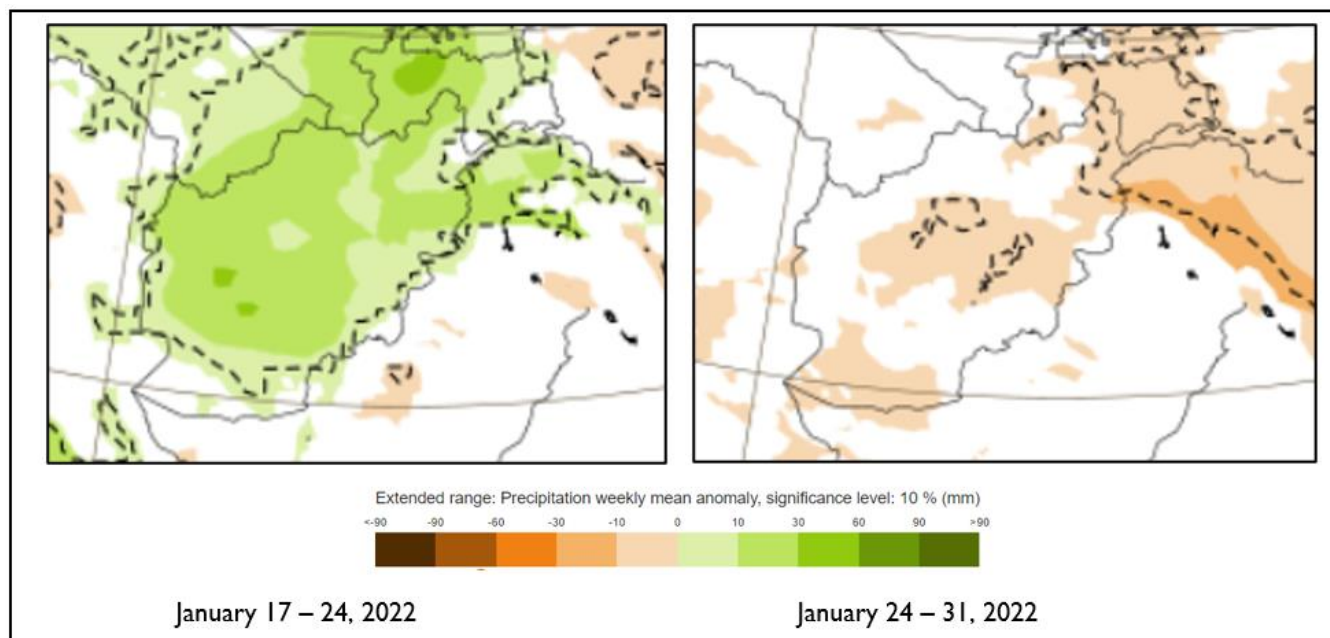 Extended range: Precipitation weekly mean anomaly, significance level: 10 % (mm)
<-90 -90 -60 -30 -10 0 10 30 60 90 >90
January 17 – 24, 2022 January 24 – 31, 2022